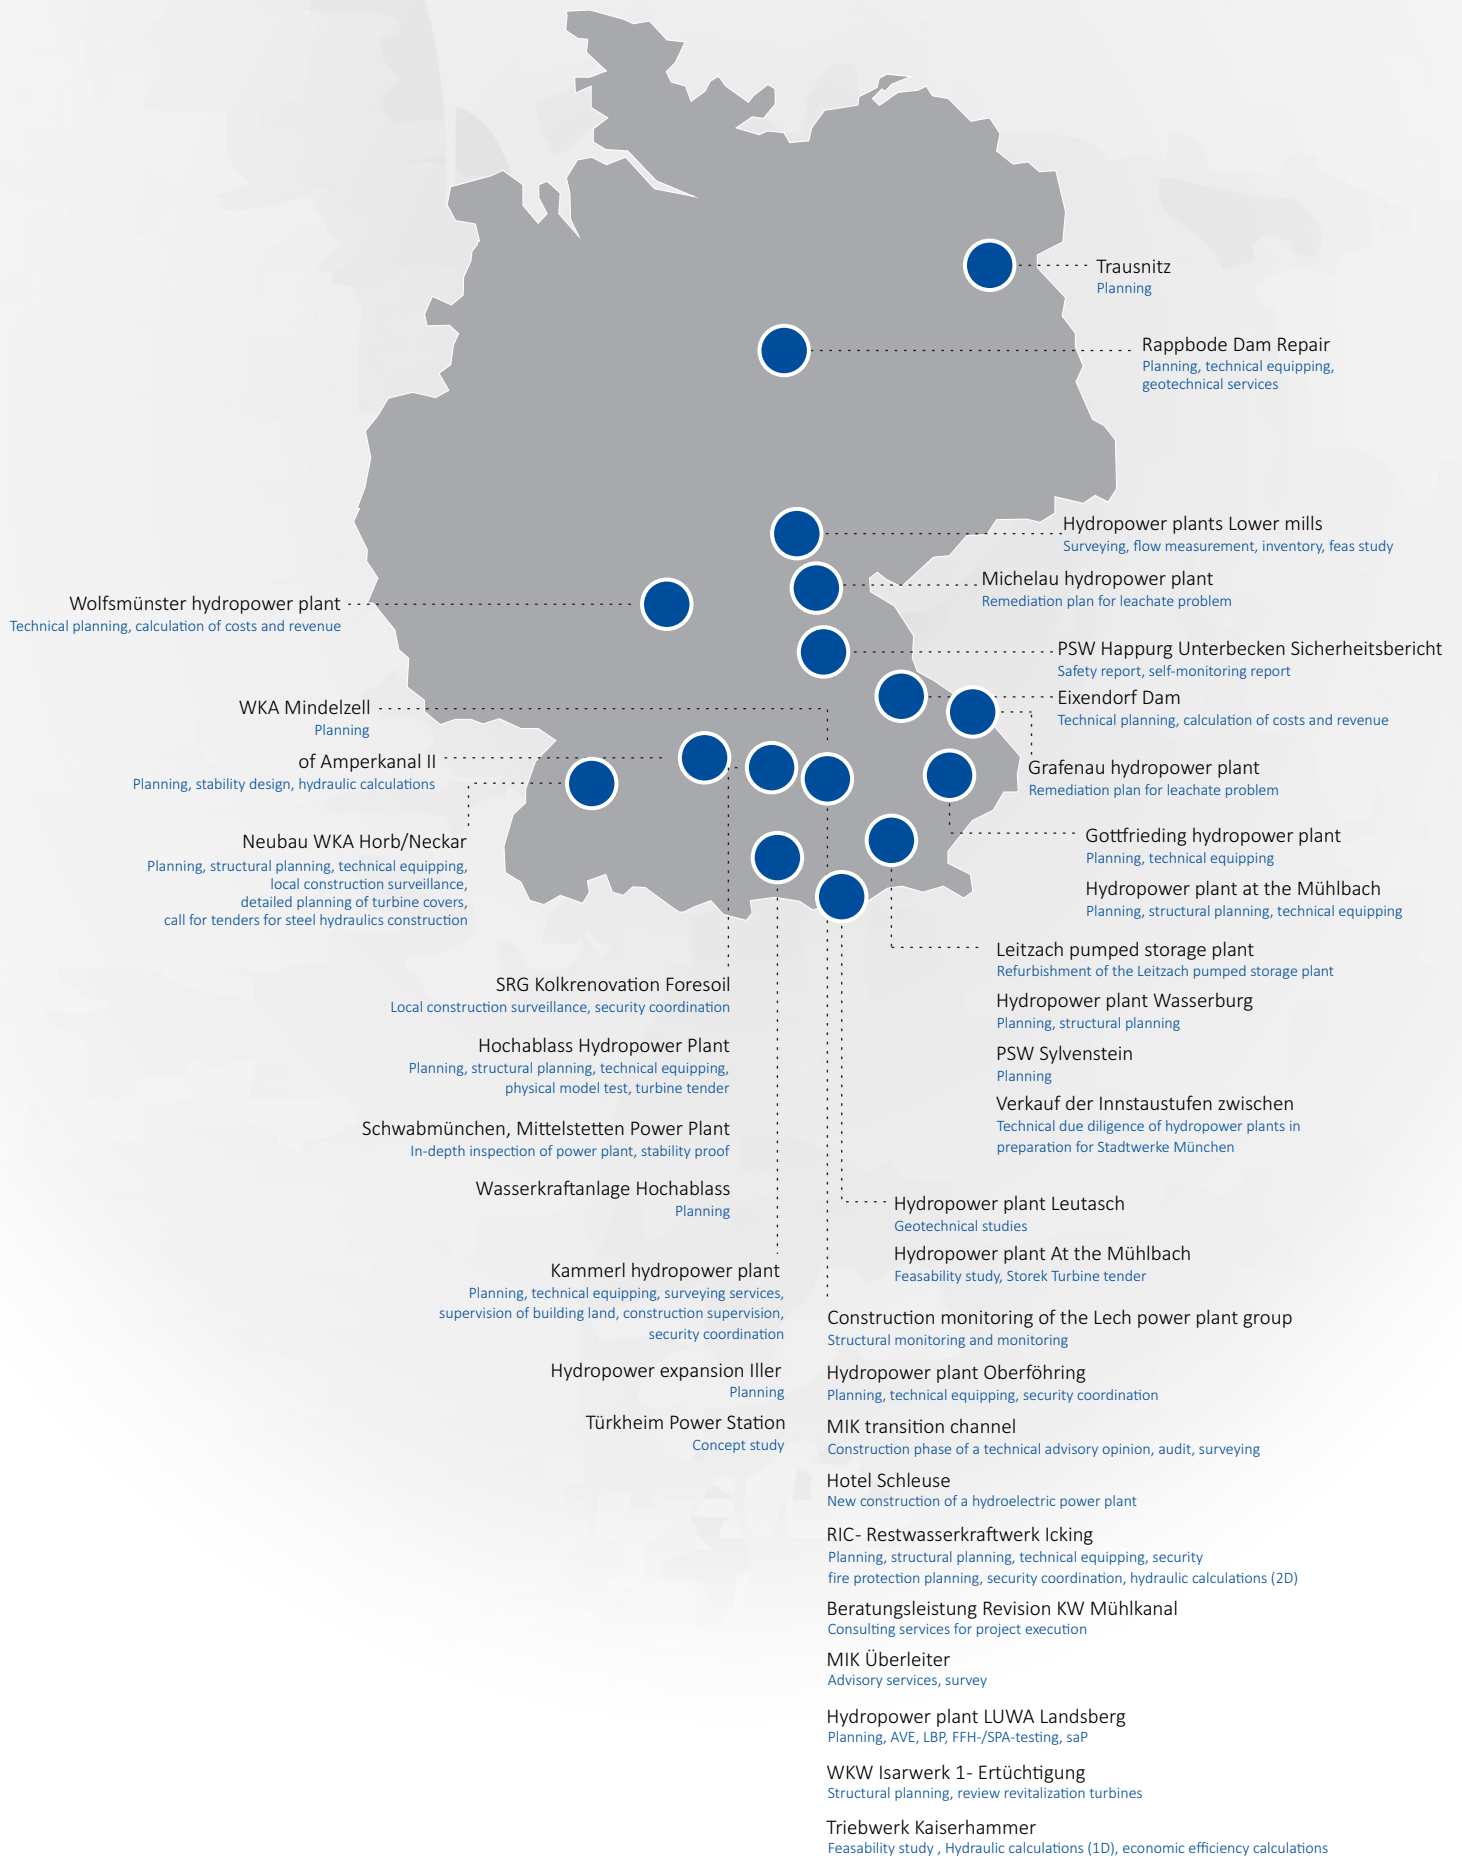 Trausnitz
Planning
Rappbode Dam Repair
Planning, technical equipping,
geotechnical services
Hydropower plants Lower mills
Surveying, flow measurement, inventory, feas study
Michelau hydropower plant
Remediation plan for leachate problem
Wolfsmünster hydropower plant
Technical planning, calculation of costs and revenue
PSW Happurg Unterbecken Sicherheitsbericht
Safety report, self-monitoring report
Eixendorf Dam
Technical planning, calculation of costs and revenue
WKA Mindelzell
Planning
of Amperkanal II
Planning, stability design, hydraulic calculations
Grafenau hydropower plant
Remediation plan for leachate problem
Neubau WKA Horb/Neckar
Planning, structural planning, technical equipping,
local construction surveillance,
detailed planning of turbine covers,
call for tenders for steel hydraulics construction
Gottfrieding hydropower plant
Planning, technical equipping
Hydropower plant at the Mühlbach
Planning, structural planning, technical equipping
Leitzach pumped storage plant
Refurbishment of the Leitzach pumped storage plant
Hydropower plant Wasserburg
Planning, structural planning
PSW Sylvenstein
Planning
Verkauf der Innstaustufen zwischen
Technical due diligence of hydropower plants in
preparation for Stadtwerke München
SRG Kolkrenovation Foresoil
Local construction surveillance, security coordination
Hochablass Hydropower Plant
Planning, structural planning, technical equipping,
physical model test, turbine tender
Schwabmünchen, Mittelstetten Power Plant
In-depth inspection of power plant, stability proof
Wasserkraftanlage Hochablass
Planning
Hydropower plant Leutasch
Geotechnical studies
Hydropower plant At the Mühlbach
Feasability study, Storek Turbine tender
Kammerl hydropower plant
Planning, technical equipping, surveying services,
supervision of building land, construction supervision,
security coordination
Hydropower expansion Iller
Planning
Türkheim Power Station
Concept study
Construction monitoring of the Lech power plant group
Structural monitoring and monitoring
Hydropower plant Oberföhring
Planning, technical equipping, security coordination
MIK transition channel
Construction phase of a technical advisory opinion, audit, surveying
Hotel Schleuse
New construction of a hydroelectric power plant
RIC- Restwasserkraftwerk Icking
Planning, structural planning, technical equipping, security
fire protection planning, security coordination, hydraulic calculations (2D)
Beratungsleistung Revision KW Mühlkanal
Consulting services for project execution
MIK Überleiter
Advisory services, survey
Hydropower plant LUWA Landsberg
Planning, AVE, LBP, FFH-/SPA-testing, saP
WKW Isarwerk 1- Ertüchtigung
Structural planning, review revitalization turbines
Triebwerk Kaiserhammer
Feasability study , Hydraulic calculations (1D), economic efficiency calculations